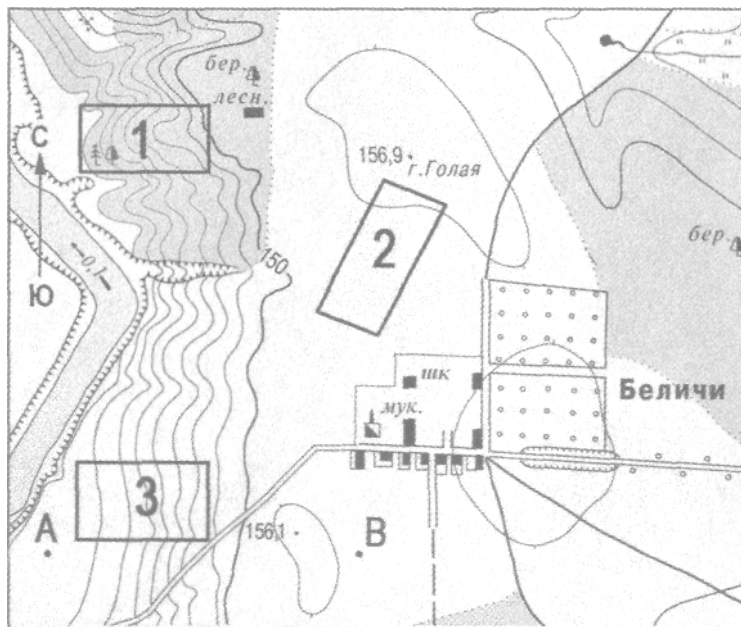 бер.
лесн.
1
С
156,9
г. Голая
2
бер.
0,1
150
Ю
шк
Беличи
мук.
3
А
156,1
В